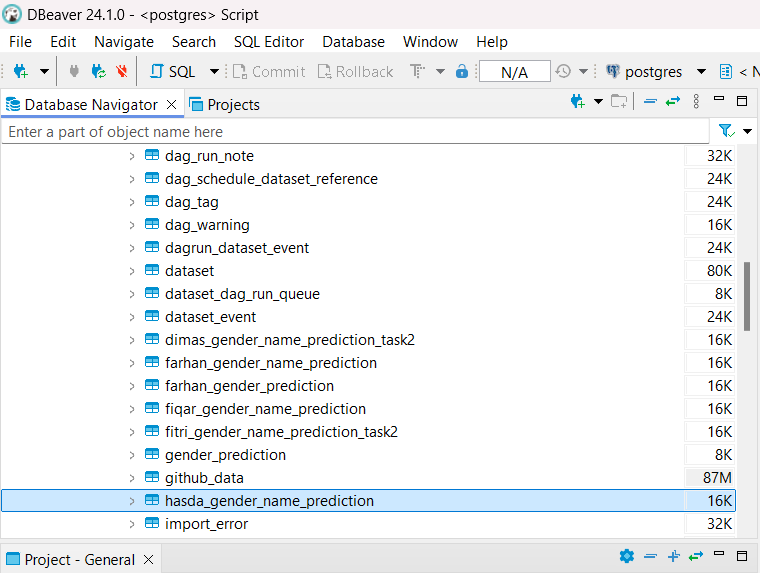 DBeaver 24.1.0 - <postgres> Script
File Edit Navigate Search SQL Editor Database Window Help
SQL Commit Rollback N/A postgres < N
Database Navigator Projects
Enter a part of object name here
dag_run_note 32K
dag_schedule_dataset_reference 24K
dag_tag 24K
dag_warning 16K
dagrun_dataset_event 24K
dataset 80K
dataset_dag_run_queue 8K
dataset_event 24K
dimas_gender_name_prediction_task2 16K
farhan_gender_name_prediction 16K
farhan_gender_prediction 16K
fiqar_gender_name_prediction 16K
fitri_gender_name_prediction_task2 16K
gender_prediction 8K
github_data 87M
hasda_gender_name_prediction 16K
import_error 32K
Project - General